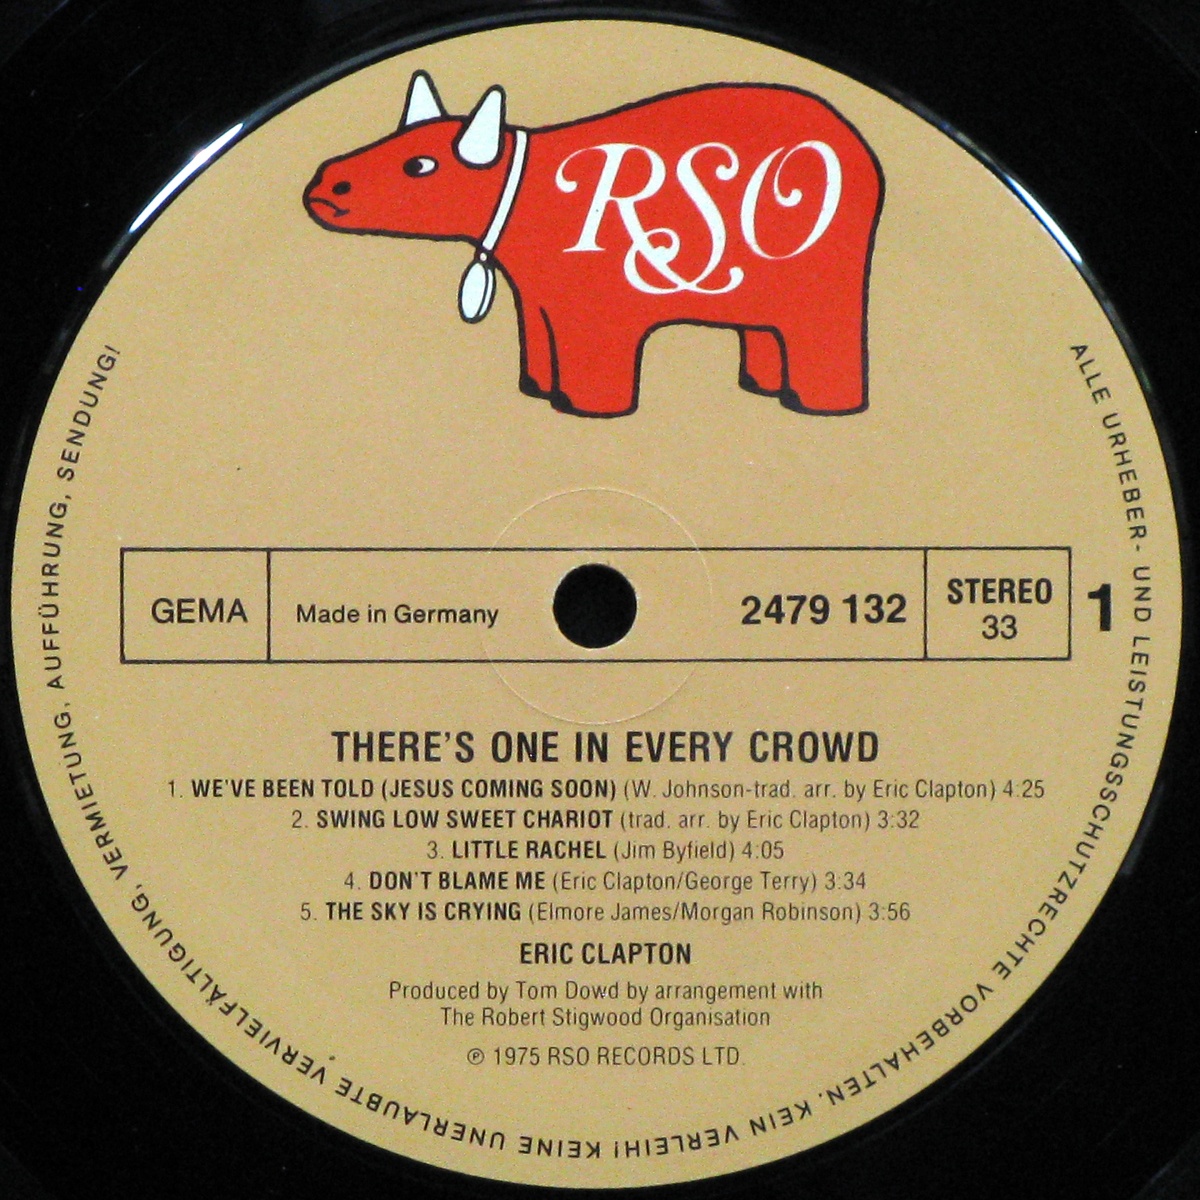 RSO
GEMA
Made in Germany
2479 132
STEREO
33
1
THERE'S ONE IN EVERY CROWD
1. WE'VE BEEN TOLD (JESUS COMING SOON) (W. Johnson-trad. arr. by Eric Clapton) 4:25
2. SWING LOW SWEET CHARIOT (trad. arr. by Eric Clapton) 3:32
3. LITTLE RACHEL (Jim Byfield) 4:05
4. DON'T BLAME ME (Eric Clapton/George Terry) 3:34
5. THE SKY IS CRYING (Elmore James/Morgan Robinson) 3:56
ERIC CLAPTON
Produced by Tom Dowd by arrangement with
The Robert Stigwood Organisation
℗ 1975 RSO RECORDS LTD.
ALLE URHEBER- UND LEISTUNGSSCHUTZRECHTE VORBEHALTEN. KEIN VERLEIH! KEINE UNERLAUBTE VERVIELFÄLTIGUNG, VERMIETUNG, AUFFÜHRUNG, SENDUNG!